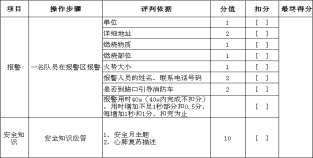 项目 操作步骤 评判依据 分值 扣分 最终得分
报警 一名队员在报警区报警
单位 1 [ ]
详细地址 2 [ ]
燃烧物质 1 [ ]
燃烧部位 1 [ ]
火势大小 1 [ ]
报警人员的姓名、联系电话号码 2 [ ]
是否到路口引导消防车 2 [ ]
报警用时40s（40s内完成不扣分），用时增加不足1秒部分扣0.5分，每增加1秒扣1分，扣完为止 [ ]
安全知识 安全知识应答
1、安全月主题
2、心肺复苏描述
10 [ ]